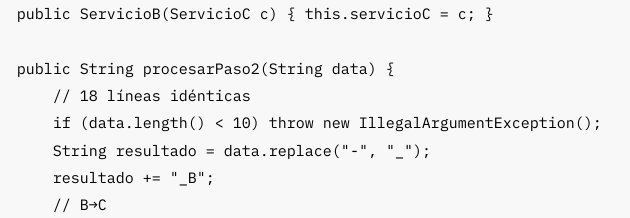 public ServicioB(ServicioC c) { this.servicioC = c; }
public String procesarPaso2(String data) {
// 18 líneas idénticas
if (data.length() < 10) throw new IllegalArgumentException();
String resultado = data.replace("-", "_");
resultado += "_B";
// B→C